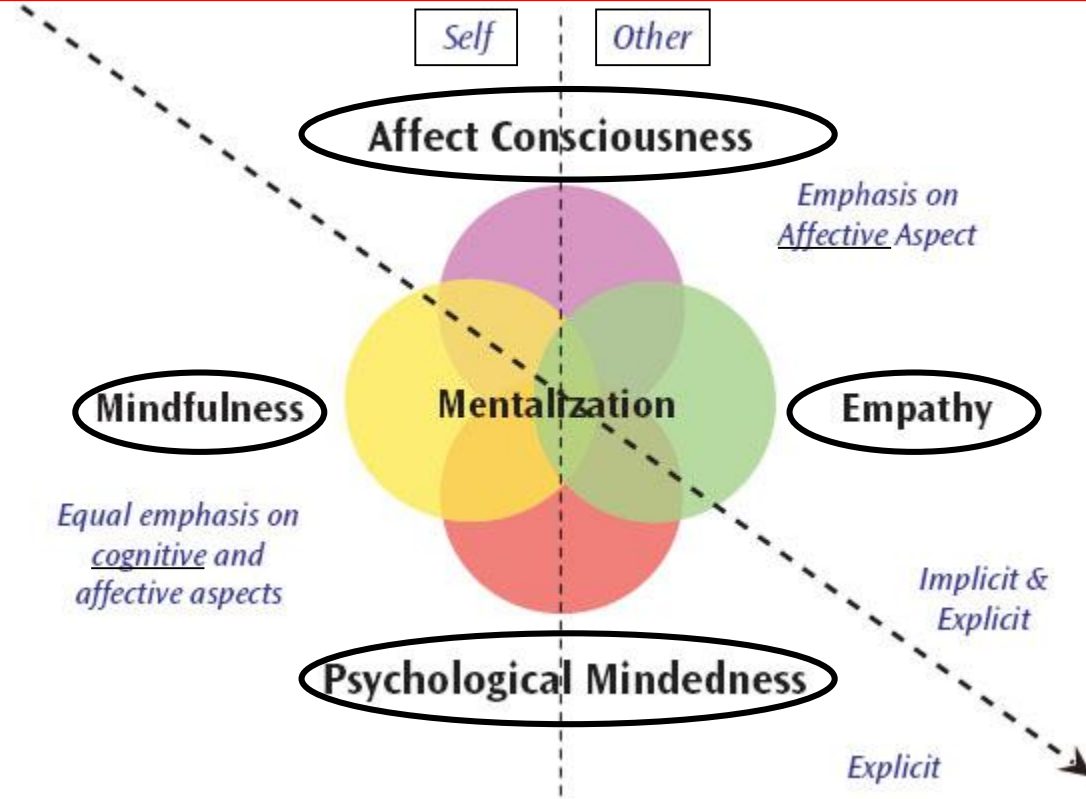 Self
Other
Affect Consciousness
Emphasis on
Affective Aspect
Mindfulness
Mentalization
Empathy
Equal emphasis on
cognitive and
affective aspects
Implicit &
Explicit
Psychological Mindedness
Explicit